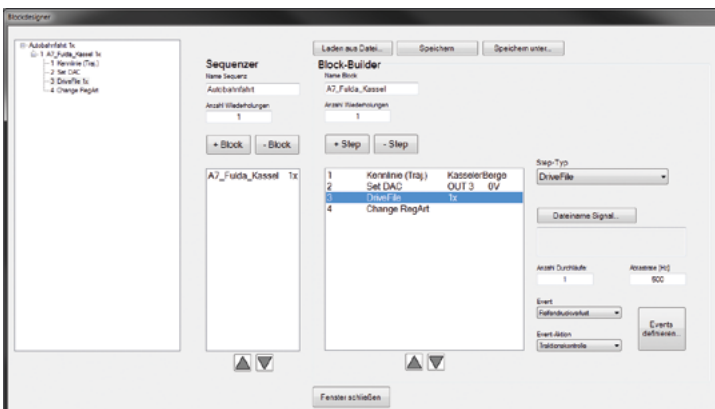 Blockdesigner
Autobahnfahrt 1x
1 A7_Fulda_Kassel 1x
1 Kennlinie (Traj.)
2 Set DAC
3 DriveFile 1x
4 Change RegArt
Laden aus Datei...
Speichern
Speichern unter...
Sequenzer
Name Sequenz
Autobahnfahrt
Anzahl Wiederholungen
1
+ Block
- Block
A7_Fulda_Kassel 1x
Block-Builder
Name Block
A7_Fulda_Kassel
Anzahl Wiederholungen
1
+ Step
- Step
1 Kennlinie (Traj.) KasselerBerge
2 Set DAC OUT 3 0V
3 DriveFile 1x
4 Change RegArt
Step-Typ
DriveFile
Dateiname Signal...
Anzahl Durchläufe
1
Abtastrate [Hz]
600
Event
Reifendruckverlust
Event-Aktion
Traktionskontrolle
Events definieren...
Fenster schließen